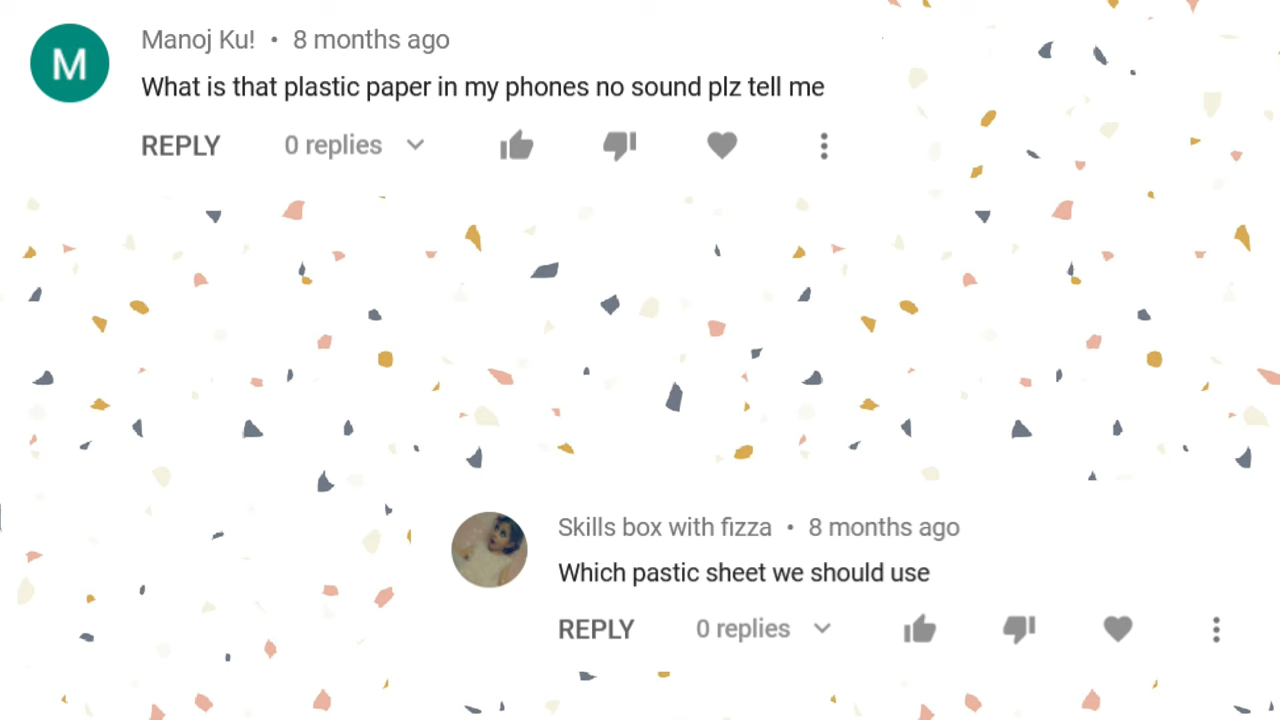 M
Manoj Ku! • 8 months ago
What is that plastic paper in my phones no sound plz tell me
REPLY 0 replies
Skills box with fizza • 8 months ago
Which pastic sheet we should use
REPLY 0 replies